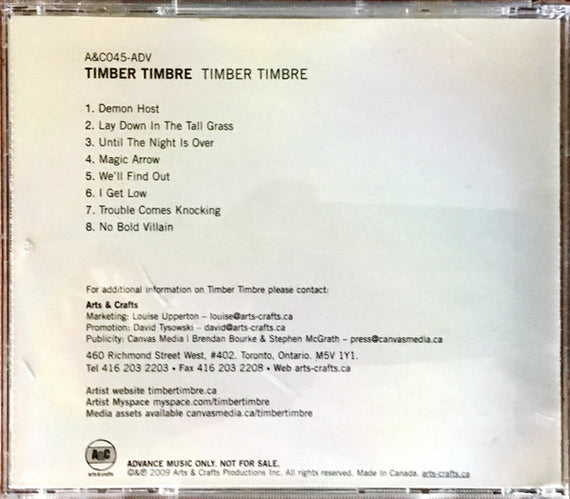 A&C045-ADV
TIMBER TIMBRE TIMBER TIMBRE
1. Demon Host
2. Lay Down In The Tall Grass
3. Until The Night Is Over
4. Magic Arrow
5. We'll Find Out
6. I Get Low
7. Trouble Comes Knocking
8. No Bold Villain
For additional information on Timber Timbre please contact:
Arts & Crafts
Marketing: Louise Upperton – louise@arts-crafts.ca
Promotion: David Tysowski – david@arts-crafts.ca
Publicity: Canvas Media | Brendan Bourke & Stephen McGrath – press@canvasmedia.ca
460 Richmond Street West, #402. Toronto, Ontario. M5V 1Y1.
Tel 416 203 2203 • Fax 416 203 2208 • Web arts-crafts.ca
Artist website timbertimbre.ca
Artist Myspace myspace.com/timbertimbre
Media assets available canvasmedia.ca/timbertimbre
A&C
arts&crafts
ADVANCE MUSIC ONLY. NOT FOR SALE.
©&℗ 2009 Arts & Crafts Productions Inc. All rights reserved. Made In Canada. arts-crafts.ca